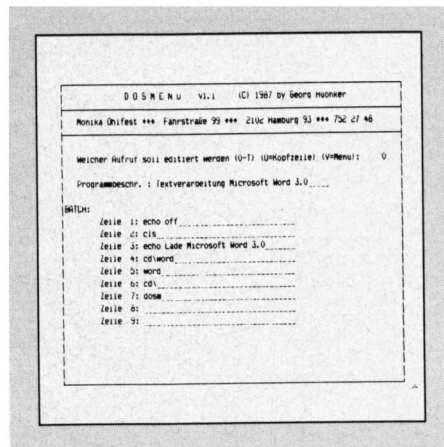 D O S M E N U v1.1 (C) 1987 by Georg Huonker
Monika Ohlfest *** Fährstraße 99 *** 2102 Hamburg 93 *** 752 27 48
Welcher Aufruf soll editiert werden (0-T) (U=Kopfzeile) (V=Menu): 0
Programmbeschr. : Textverarbeitung Microsoft Word 3.0
BATCH:
Zeile 1: echo off
Zeile 2: cls
Zeile 3: echo Lade Microsoft Word 3.0
Zeile 4: cd\word
Zeile 5: word
Zeile 6: cd\
Zeile 7: dosm
Zeile 8:
Zeile 9: